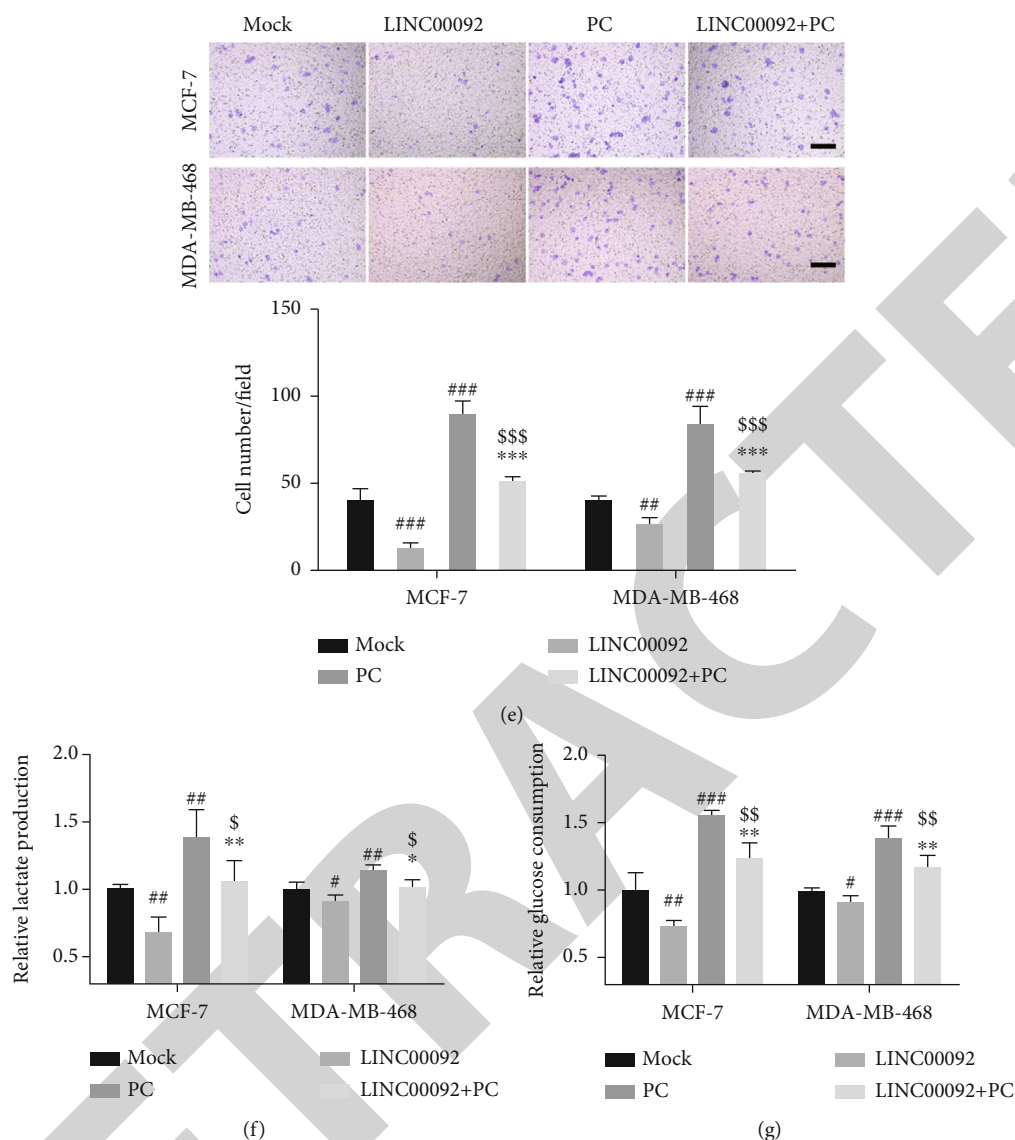 Mock LINC00092 PC LINC00092+PC
MCF-7
MDA-MB-468
150
100
50
0
Cell number/field
### ### $$$ ***
## ### $$$ ***
MCF-7 MDA-MB-468
Mock LINC00092
PC LINC00092+PC
(e)
2.0
1.5
1.0
0.5
Relative lactate production
## ## $ **
# ## $ *
MCF-7 MDA-MB-468
Mock LINC00092
PC LINC00092+PC
(f)
2.0
1.5
1.0
0.5
Relative glucose consumption
## ### $$ **
# ### $$ **
MCF-7 MDA-MB-468
Mock LINC00092
PC LINC00092+PC
(g)
TRACTE